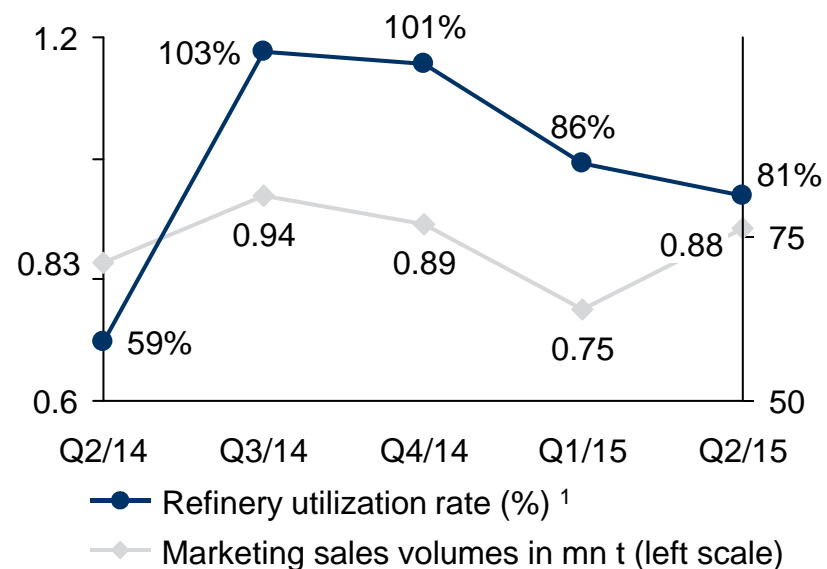 1.2
103%
101%
86%
81%
0.83
0.94
0.89
0.75
0.88
75
59%
0.6
50
Q2/14
Q3/14
Q4/14
Q1/15
Q2/15
Refinery utilization rate (%) 1
Marketing sales volumes in mn t (left scale)